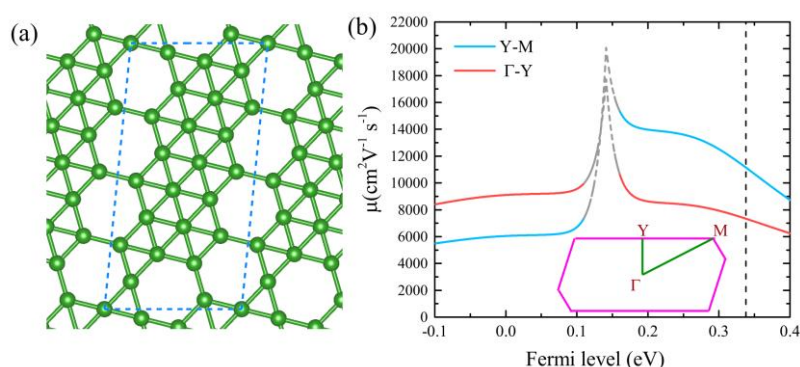 (a)
(b)
22000
20000
18000
16000
14000
12000
10000
8000
6000
4000
2000
0
μ(cm²V⁻¹ s⁻¹)
Y-M
Γ-Y
Y
M
Γ
-0.1
0.0
0.1
0.2
0.3
0.4
Fermi level (eV)